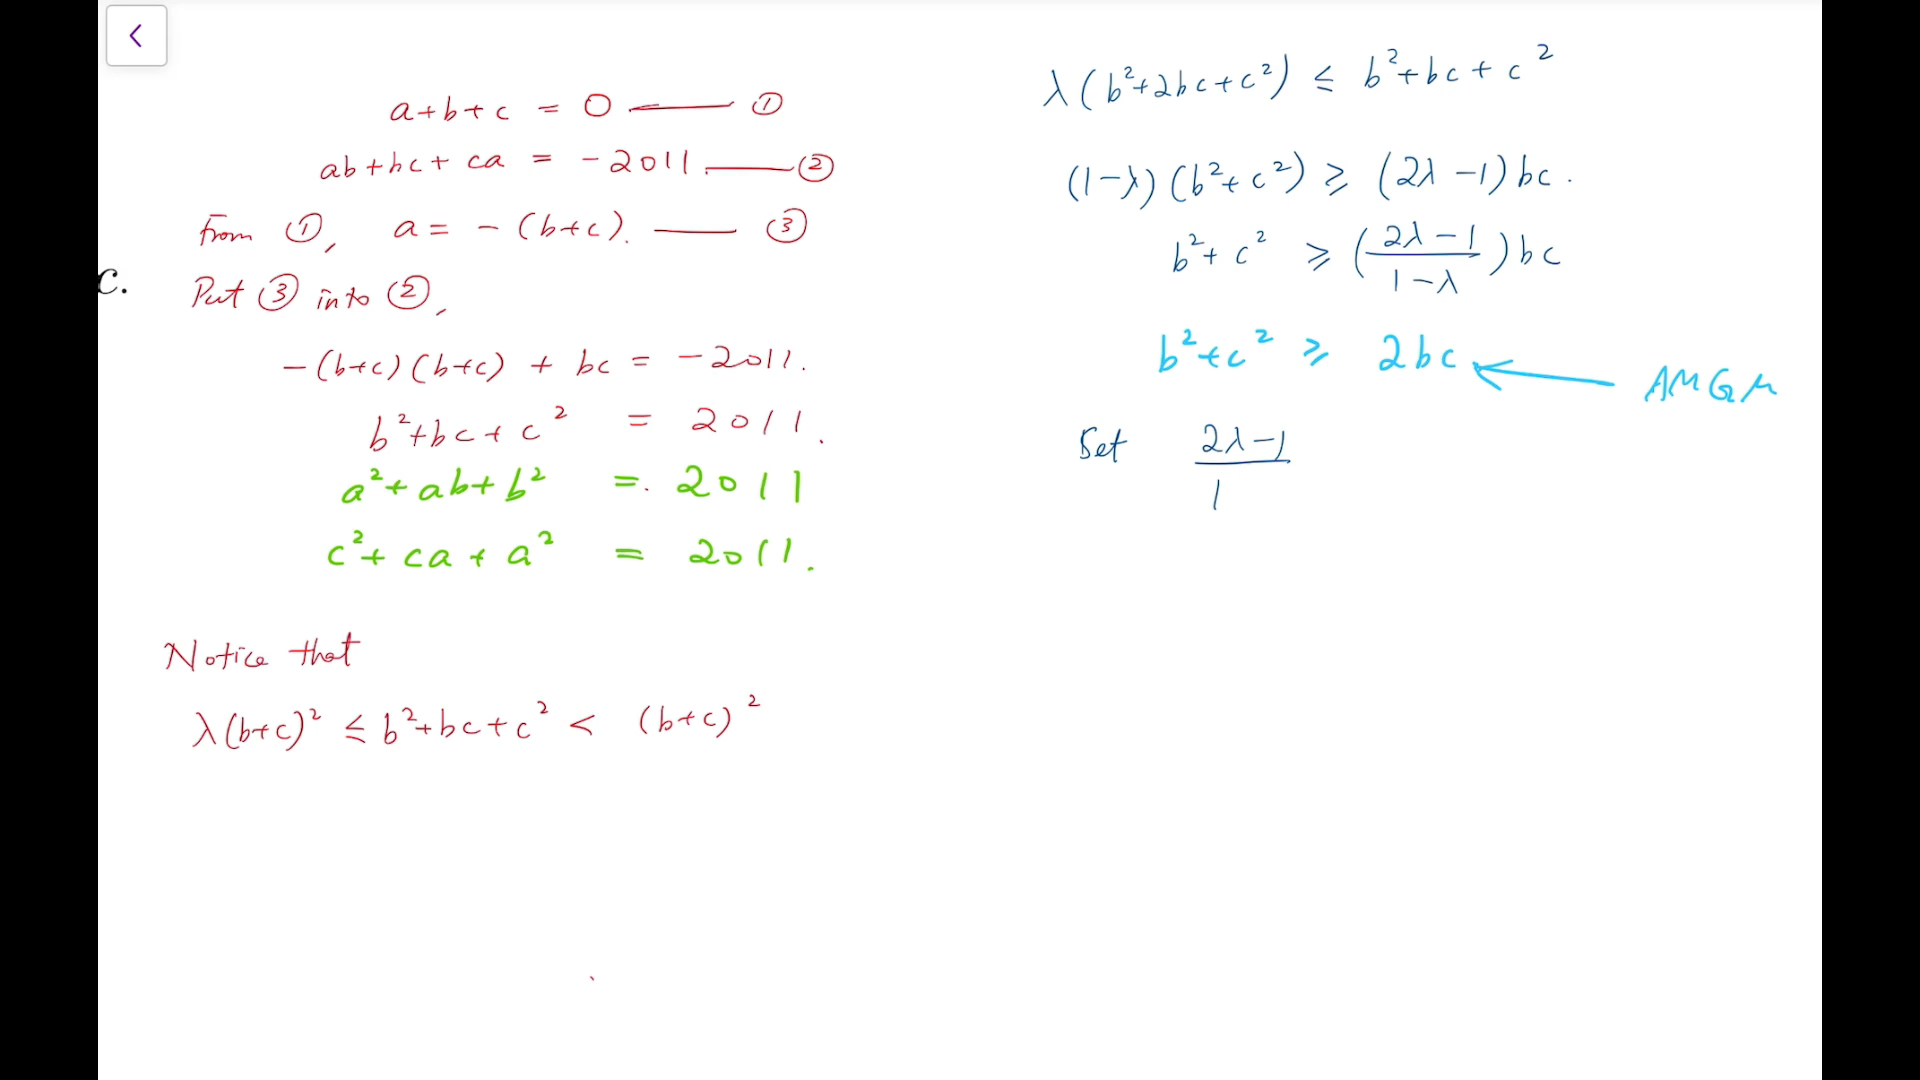 a+b+c = 0 —— ①
ab+bc+ca = -2011 —— ②
From ①, a = -(b+c). —— ③
c.
Put ③ into ②,
-(b+c)(b+c) + bc = -2011.
b²+bc+c² = 2011.
a²+ab+b² =. 2011
c²+ca+a² = 2011.
Notice that
λ(b+c)² ≤ b²+bc+c² < (b+c)²
λ(b²+2bc+c²) ≤ b²+bc+c²
(1-λ)(b²+c²) ≥ (2λ-1)bc.
b²+c² ≥ ((2λ-1)/(1-λ))bc
b²+c² ≥ 2bc ← AMGM
Set (2λ-1)/1